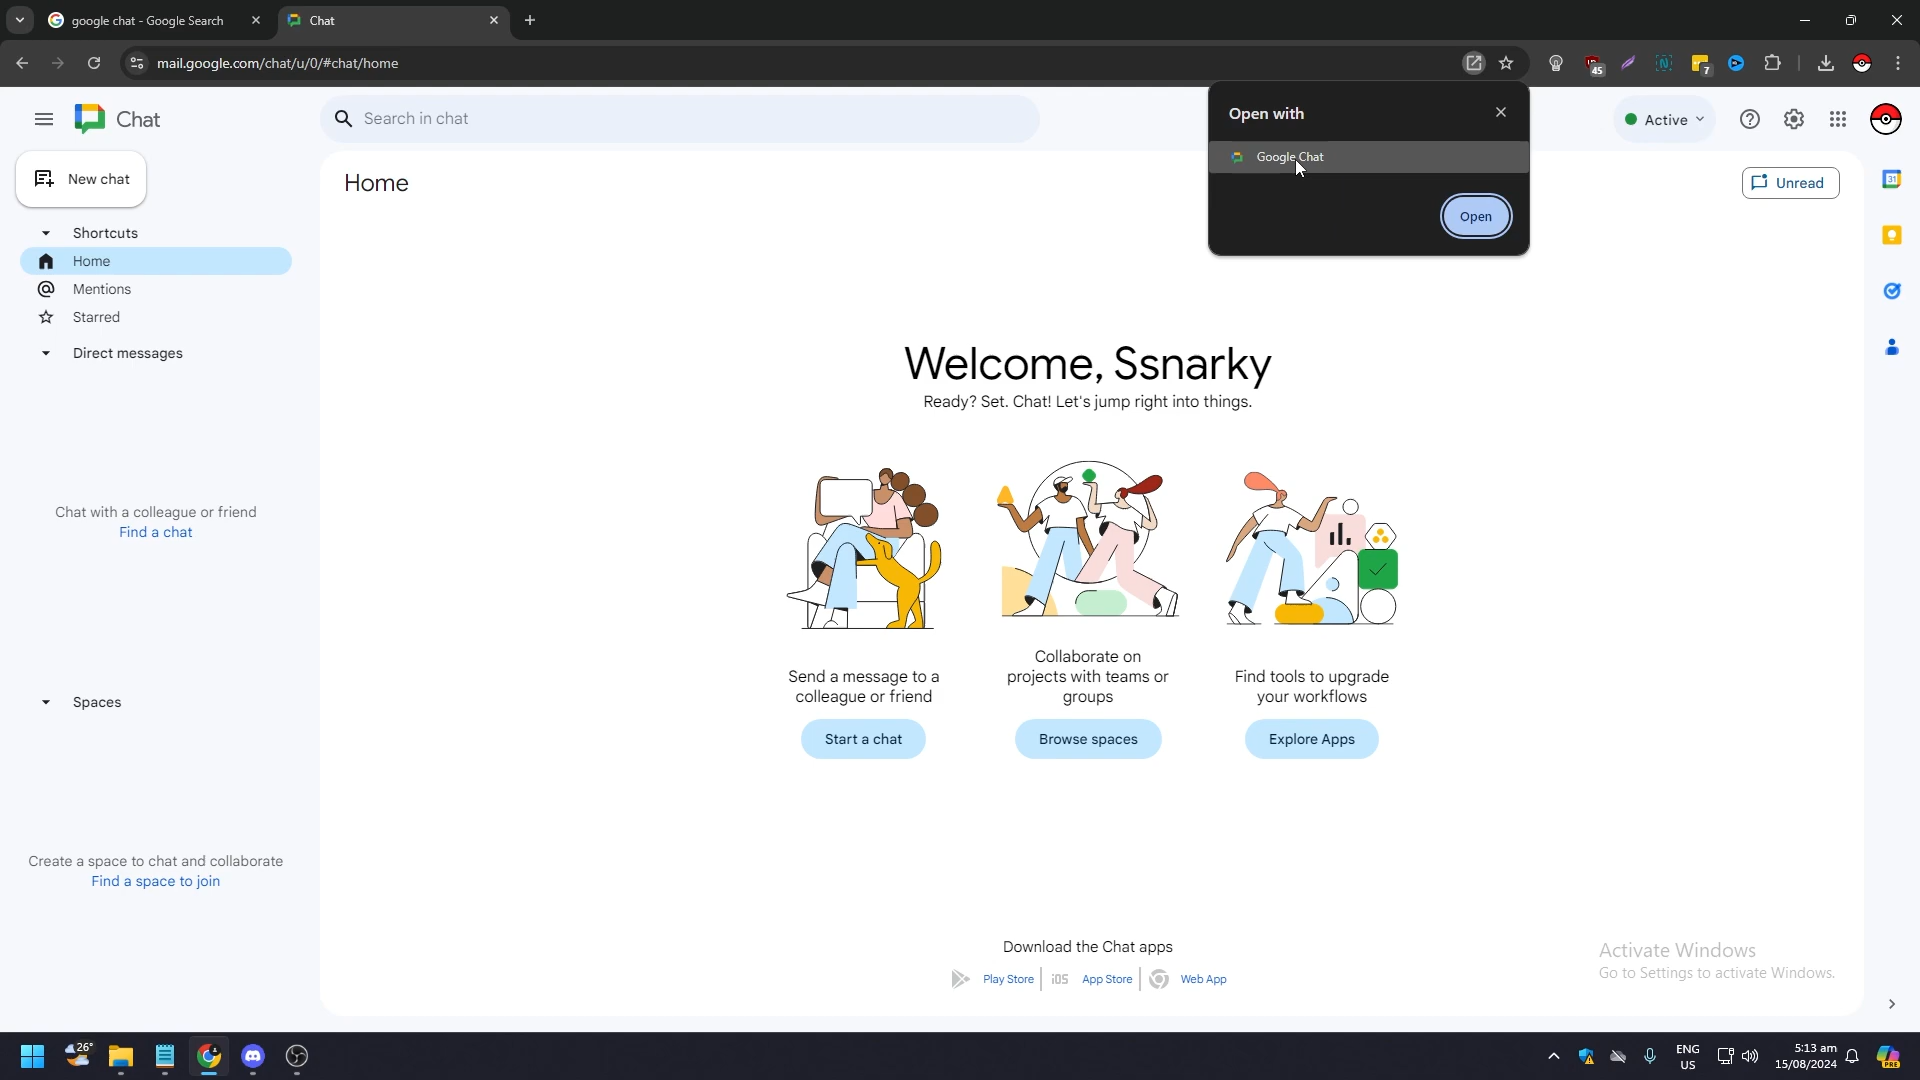 google chat - Google Search
Chat
mail.google.com/chat/u/0/#chat/home
45
7
Open with
Google Chat
Open
Chat
Search in chat
Active
New chat
Home
Unread
31
Shortcuts
Home
Mentions
Starred
Direct messages
Welcome, Ssnarky
Ready? Set. Chat! Let's jump right into things.
Chat with a colleague or friend
Find a chat
Send a message to a
colleague or friend
Start a chat
Collaborate on
projects with teams or
groups
Browse spaces
Find tools to upgrade
your workflows
Explore Apps
Spaces
Create a space to chat and collaborate
Find a space to join
Download the Chat apps
Play Store
iOS
App Store
Web App
Activate Windows
Go to Settings to activate Windows.
26°
ENG
US
5:13 am
15/08/2024
PRE